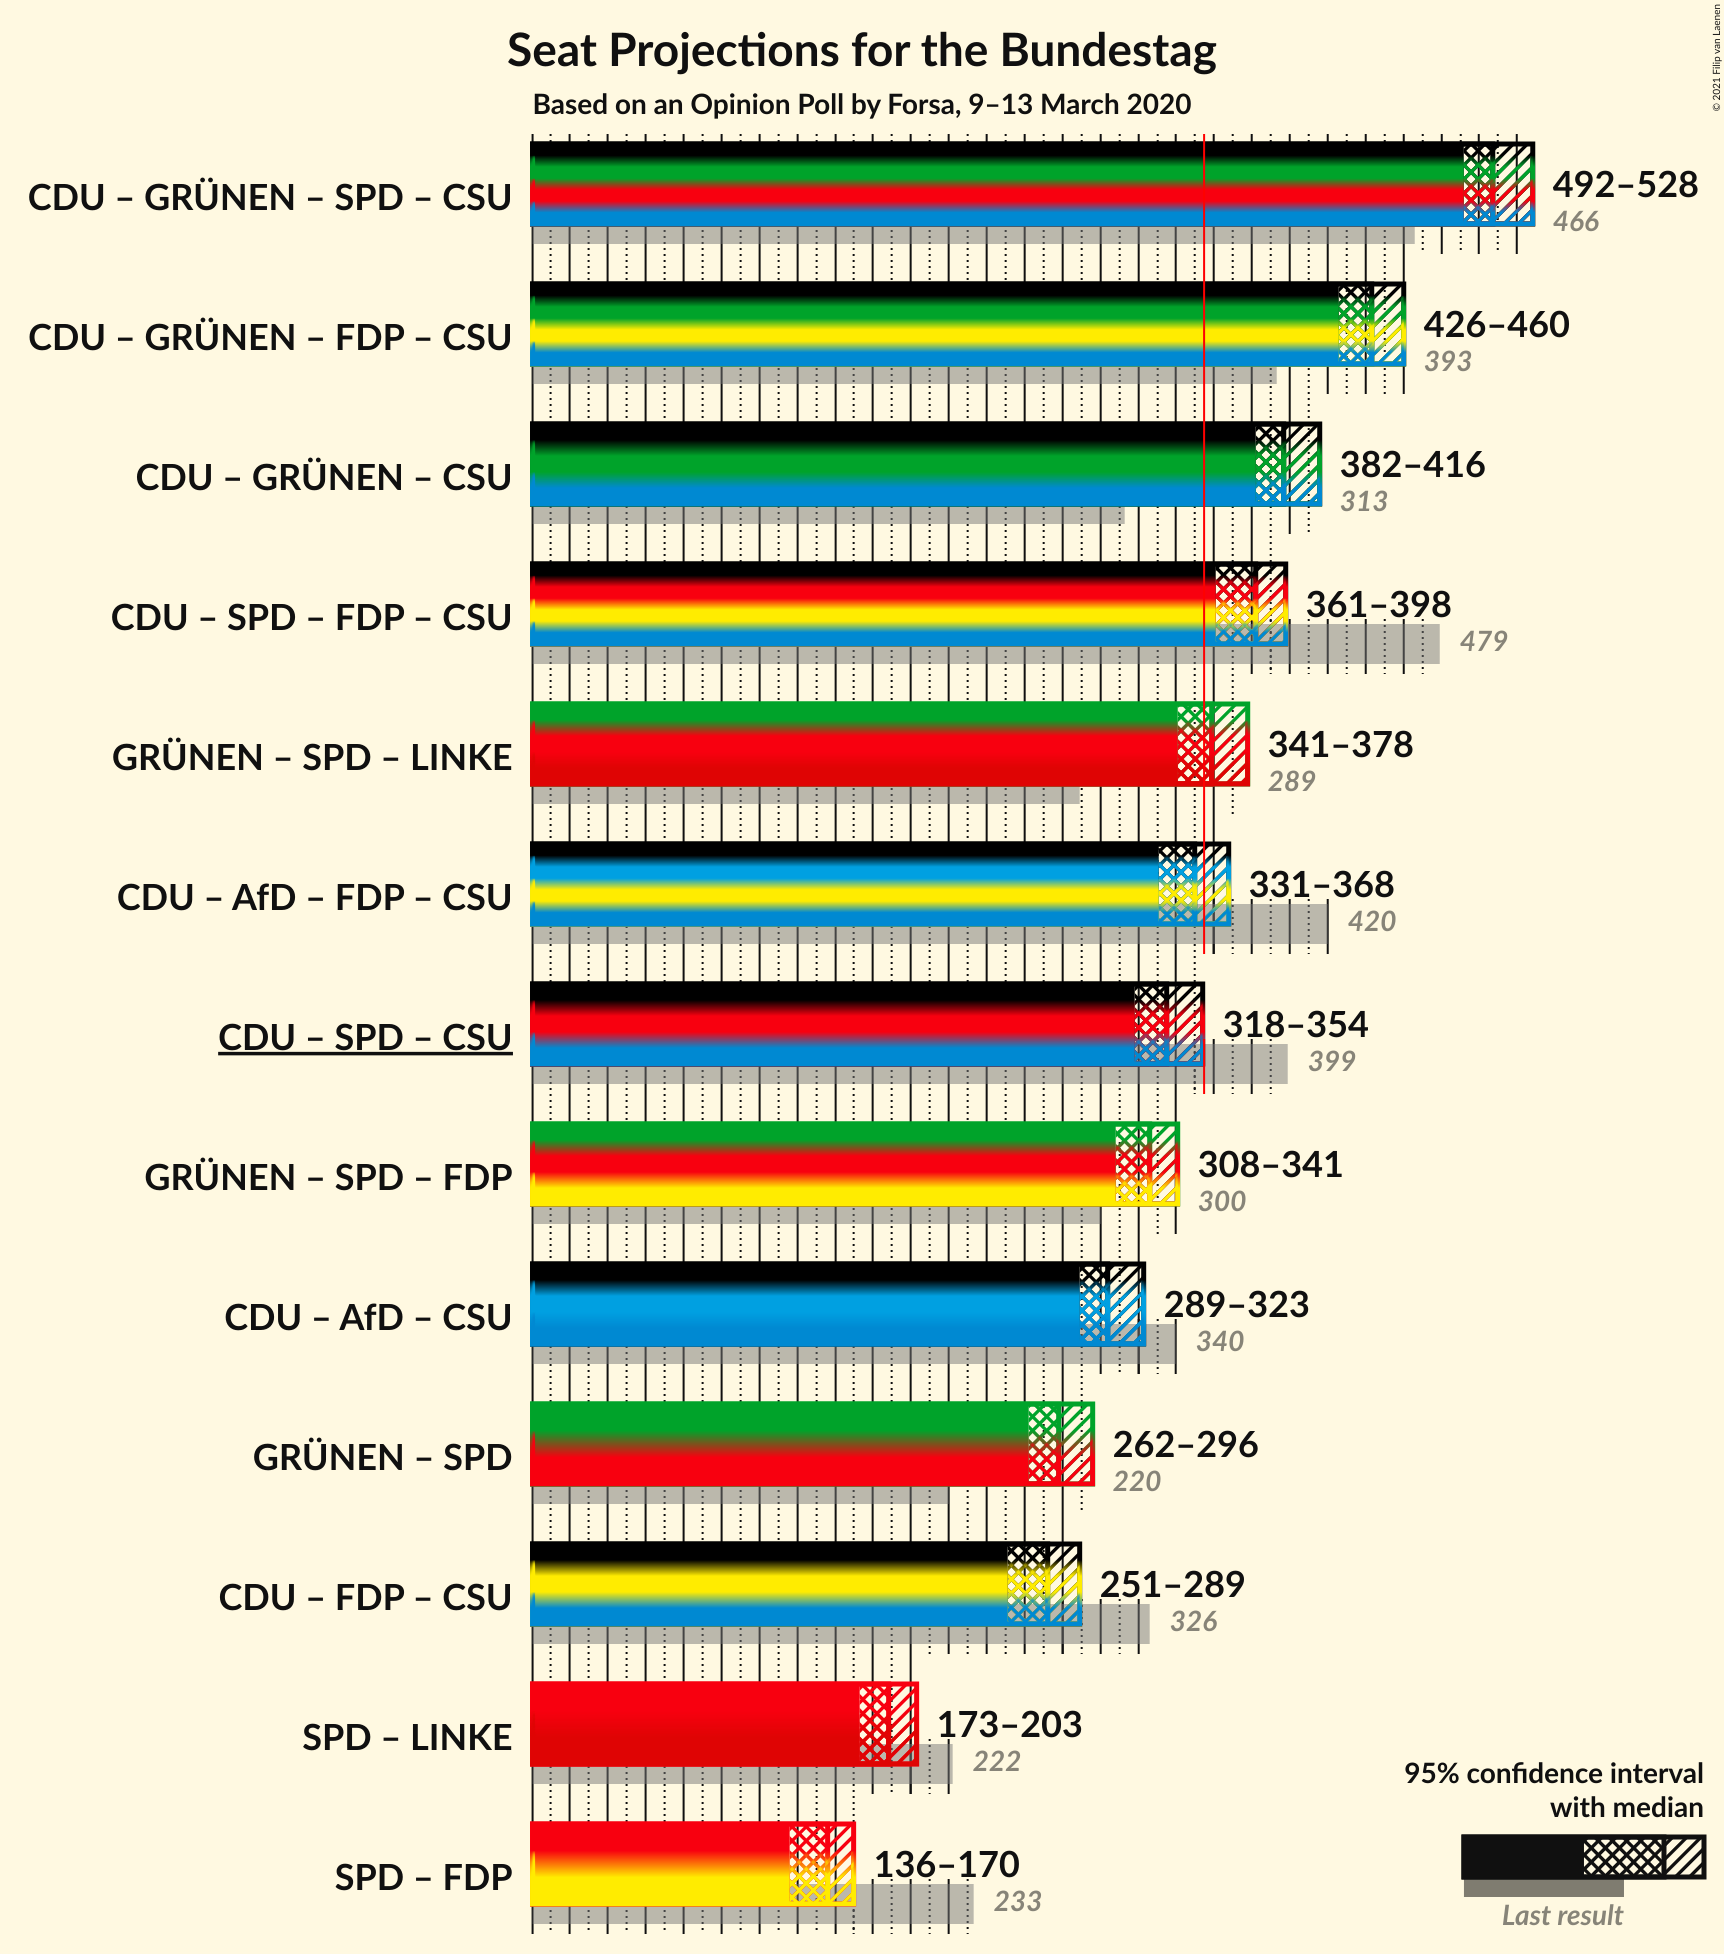 Seat Projections for the Bundestag
Based on an Opinion Poll by Forsa, 9–13 March 2020
© 2021 Filip van Laenen
CDU – GRÜNEN – SPD – CSU
492–528
466
CDU – GRÜNEN – FDP – CSU
426–460
393
CDU – GRÜNEN – CSU
382–416
313
CDU – SPD – FDP – CSU
361–398
479
GRÜNEN – SPD – LINKE
341–378
289
CDU – AfD – FDP – CSU
331–368
420
CDU – SPD – CSU
318–354
399
GRÜNEN – SPD – FDP
308–341
300
CDU – AfD – CSU
289–323
340
GRÜNEN – SPD
262–296
220
CDU – FDP – CSU
251–289
326
SPD – LINKE
173–203
222
SPD – FDP
136–170
233
95% confidence interval
with median
Last result